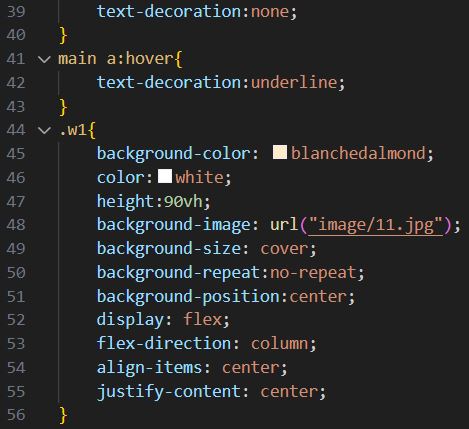 39 text-decoration:none;
40 }
41 main a:hover{
42 text-decoration:underline;
43 }
44 .w1{
45 background-color: blanchedalmond;
46 color:white;
47 height:90vh;
48 background-image: url("image/11.jpg");
49 background-size: cover;
50 background-repeat:no-repeat;
51 background-position:center;
52 display: flex;
53 flex-direction: column;
54 align-items: center;
55 justify-content: center;
56 }